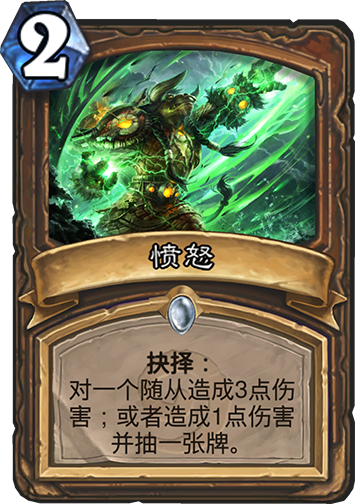 2
愤怒
抉择：
对一个随从造成3点伤
害；或者造成1点伤害
并抽一张牌。